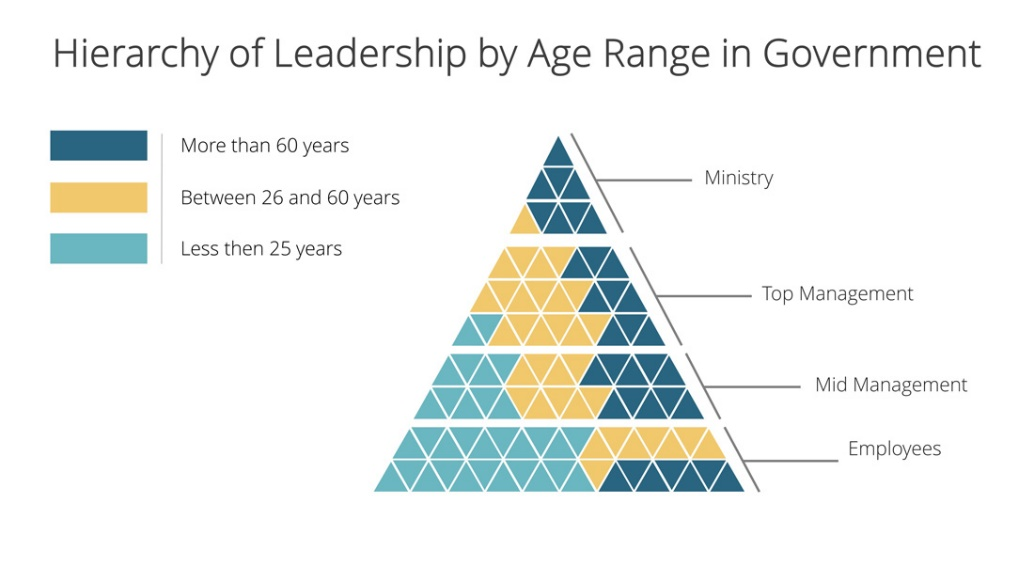 Hierarchy of Leadership by Age Range in Government
More than 60 years
Between 26 and 60 years
Less then 25 years
Ministry
Top Management
Mid Management
Employees